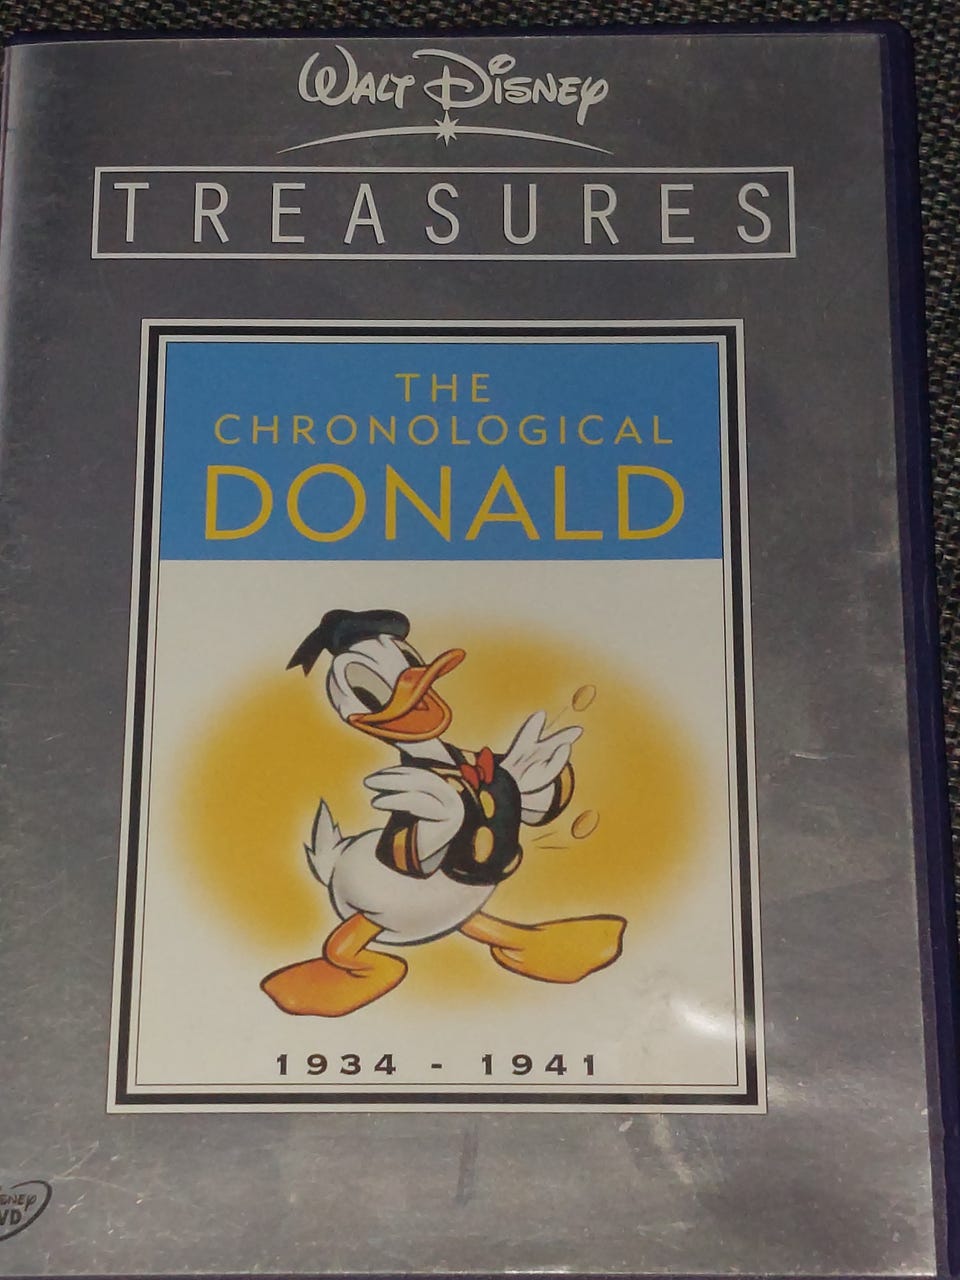 WALT DISNEY
TREASURES
THE
CHRONOLOGICAL
DONALD
1934 - 1941